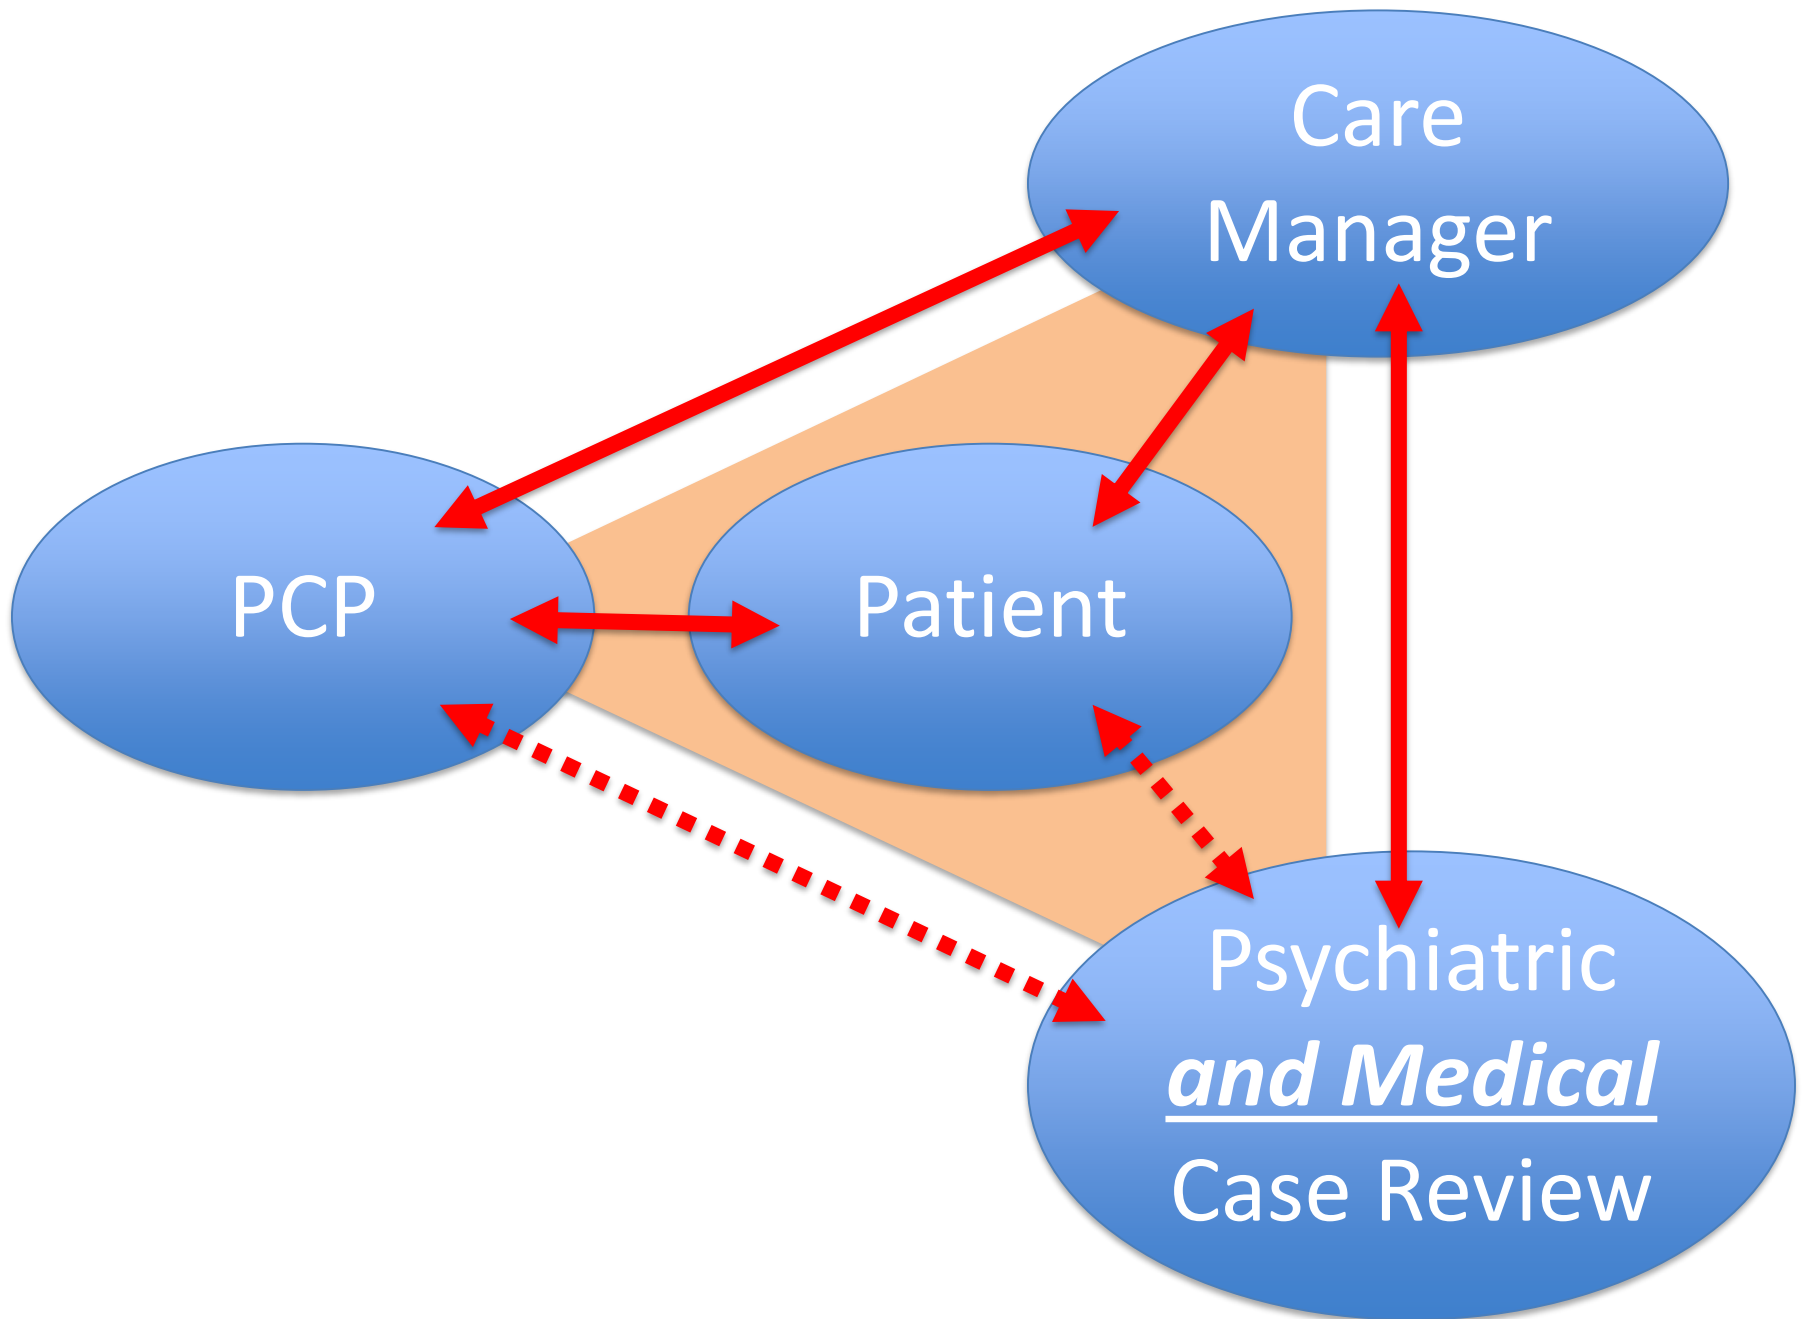 Care
Manager
PCP
Patient
Psychiatric
and Medical
Case Review